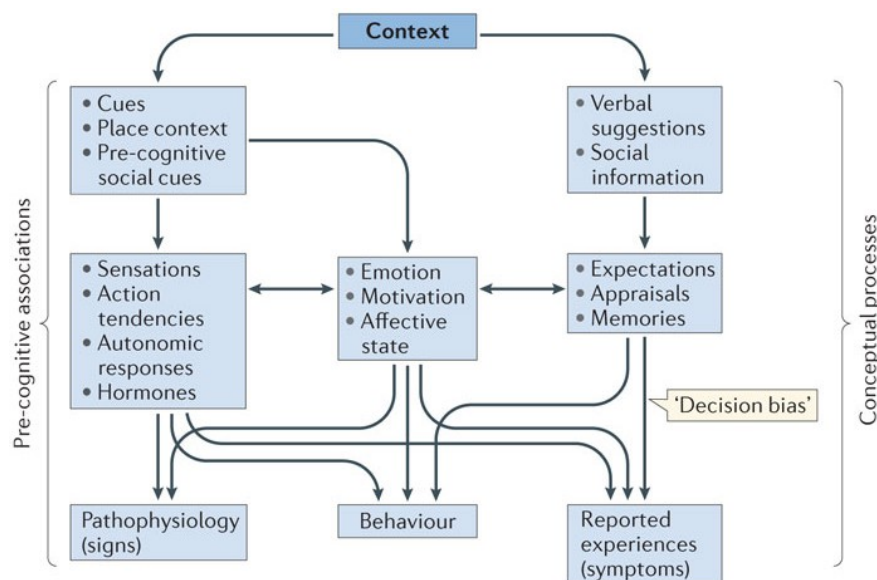 Context
• Cues
• Place context
• Pre-cognitive
social cues
• Verbal
suggestions
• Social
information
Pre-cognitive associations
• Sensations
• Action
tendencies
• Autonomic
responses
• Hormones
• Emotion
• Motivation
• Affective
state
• Expectations
• Appraisals
• Memories
Conceptual processes
‘Decision bias’
Pathophysiology
(signs)
Behaviour
Reported
experiences
(symptoms)